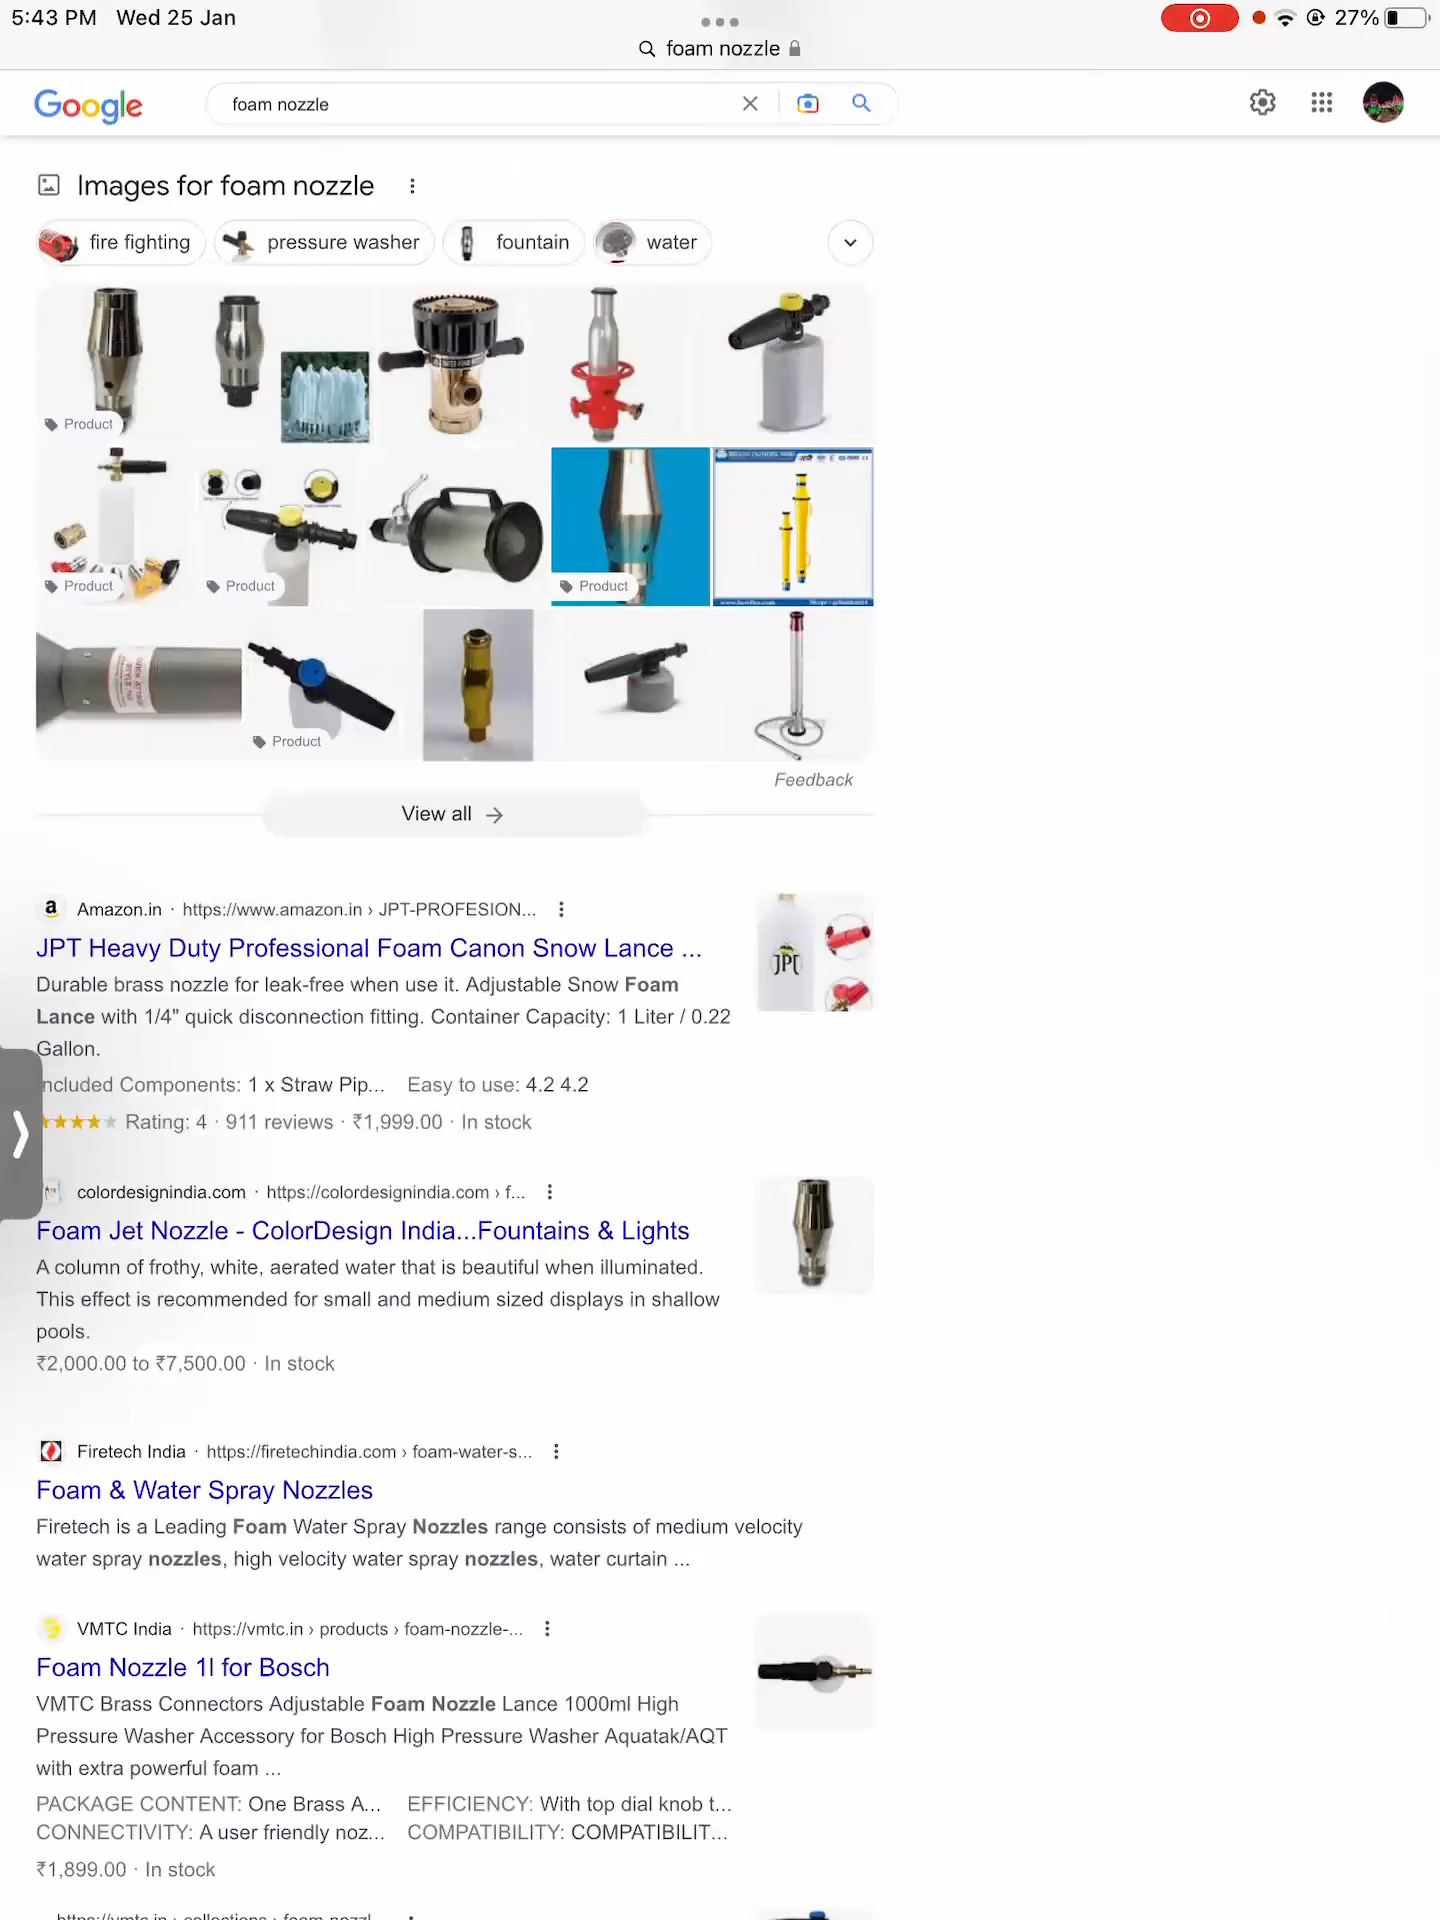 5:43 PM Wed 25 Jan
27%
foam nozzle
Google
foam nozzle
Images for foam nozzle
fire fighting
pressure washer
fountain
water
Product
Product
Product
Product
Product
Feedback
View all →
Amazon.in · https://www.amazon.in › JPT-PROFESION...
JPT Heavy Duty Professional Foam Canon Snow Lance ...
Durable brass nozzle for leak-free when use it. Adjustable Snow Foam
Lance with 1/4" quick disconnection fitting. Container Capacity: 1 Liter / 0.22
Gallon.
JPT
ncluded Components: 1 x Straw Pip... Easy to use: 4.2 4.2
Rating: 4 · 911 reviews · ₹1,999.00 · In stock
colordesignindia.com · https://colordesignindia.com › f...
Foam Jet Nozzle - ColorDesign India...Fountains & Lights
A column of frothy, white, aerated water that is beautiful when illuminated.
This effect is recommended for small and medium sized displays in shallow
pools.
₹2,000.00 to ₹7,500.00 · In stock
Firetech India · https://firetechindia.com › foam-water-s...
Foam & Water Spray Nozzles
Firetech is a Leading Foam Water Spray Nozzles range consists of medium velocity
water spray nozzles, high velocity water spray nozzles, water curtain ...
VMTC India · https://vmtc.in › products › foam-nozzle-...
Foam Nozzle 1l for Bosch
VMTC Brass Connectors Adjustable Foam Nozzle Lance 1000ml High
Pressure Washer Accessory for Bosch High Pressure Washer Aquatak/AQT
with extra powerful foam ...
PACKAGE CONTENT: One Brass A... EFFICIENCY: With top dial knob t...
CONNECTIVITY: A user friendly noz... COMPATIBILITY: COMPATIBILIT...
₹1,899.00 · In stock
https://vmtc.in › collections › foam-nozzl...